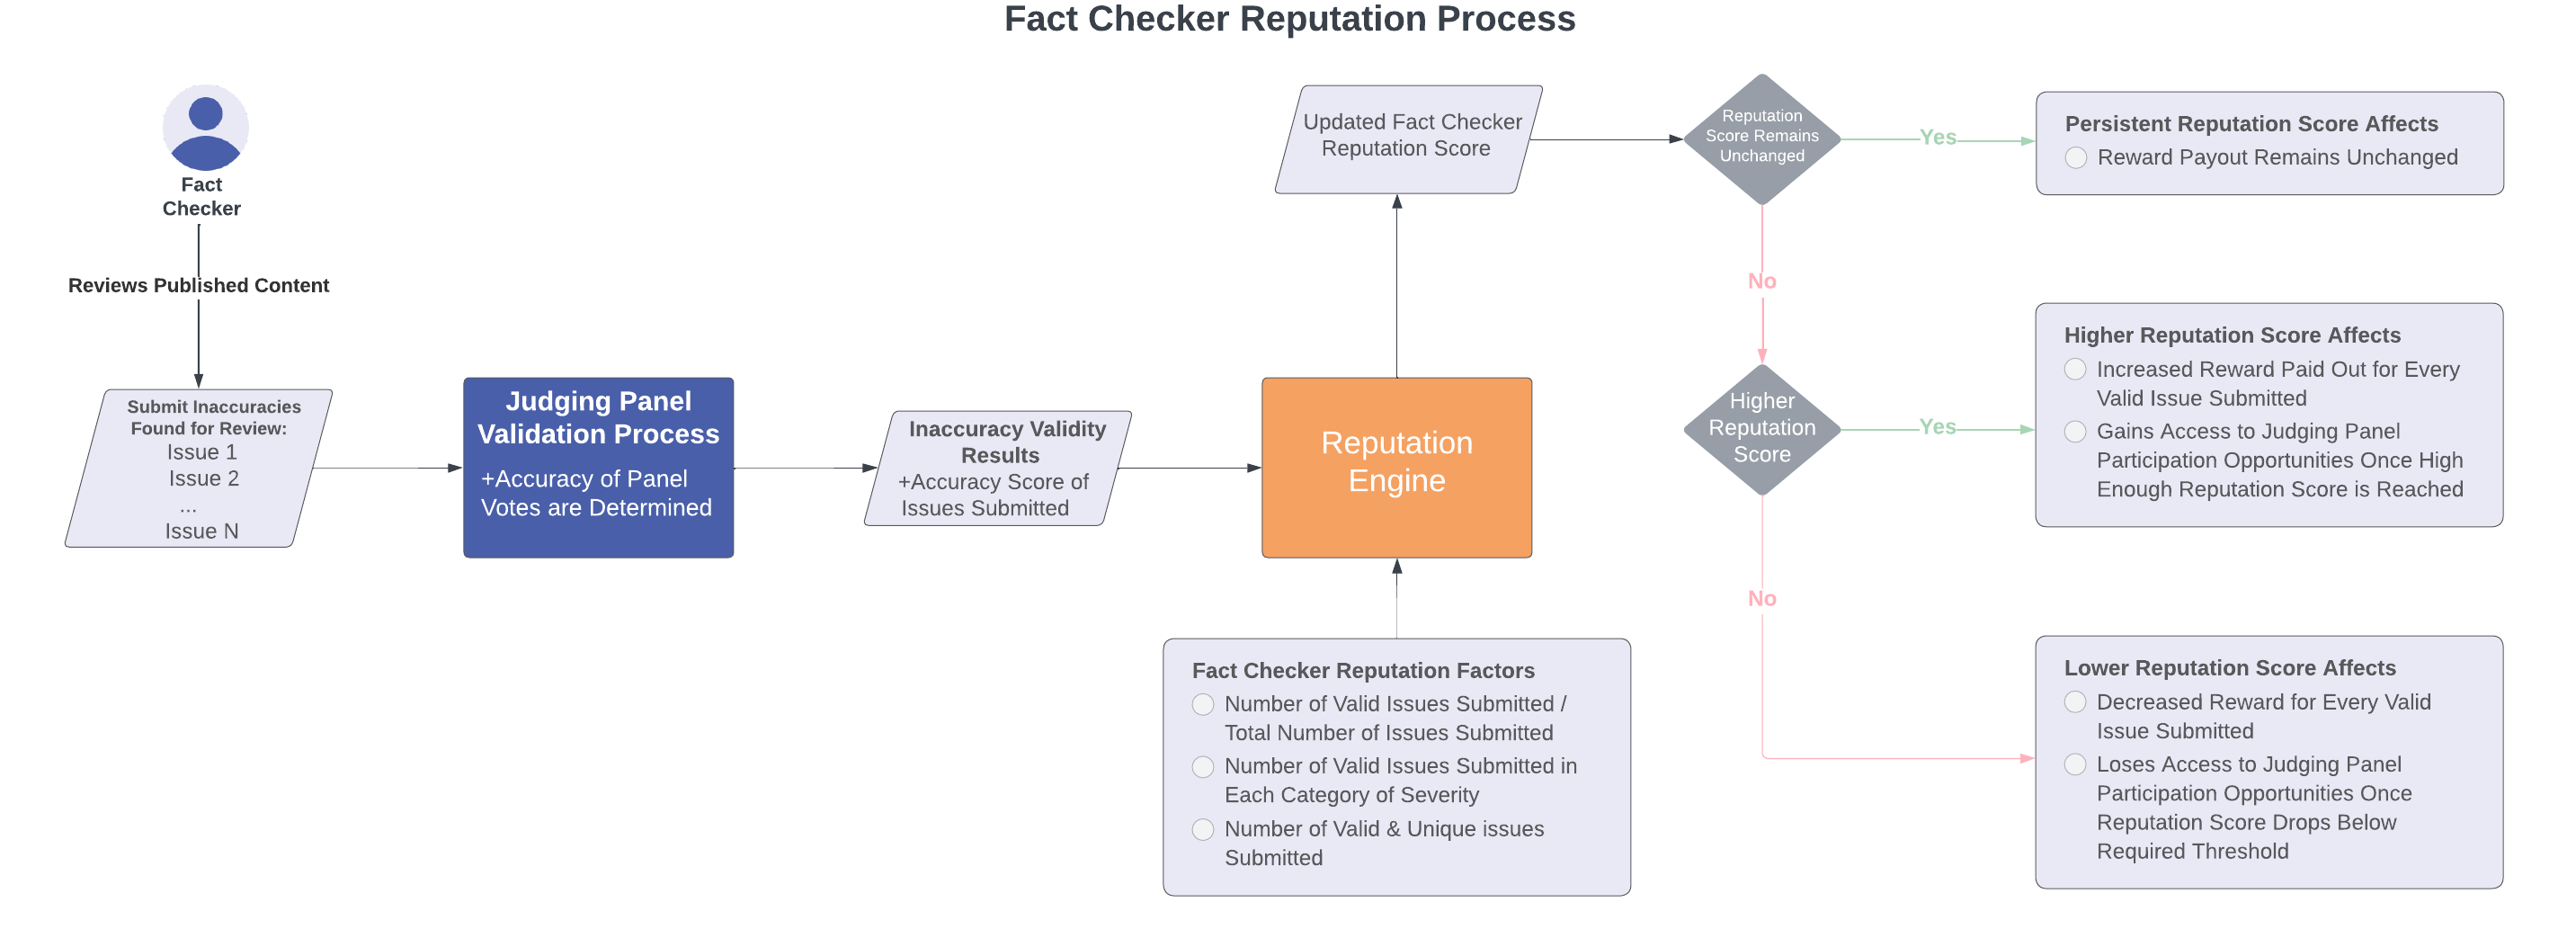 Fact Checker Reputation Process
Fact
Checker
Reviews Published Content
Submit Inaccuracies
Found for Review:
Issue 1
Issue 2
...
Issue N
Judging Panel
Validation Process
+Accuracy of Panel
Votes are Determined
Inaccuracy Validity
Results
+Accuracy Score of
Issues Submitted
Reputation
Engine
Fact Checker Reputation Factors
Number of Valid Issues Submitted /
Total Number of Issues Submitted
Number of Valid Issues Submitted in
Each Category of Severity
Number of Valid & Unique issues
Submitted
Updated Fact Checker
Reputation Score
Reputation
Score Remains
Unchanged
Yes
Persistent Reputation Score Affects
Reward Payout Remains Unchanged
No
Higher
Reputation
Score
Yes
Higher Reputation Score Affects
Increased Reward Paid Out for Every
Valid Issue Submitted
Gains Access to Judging Panel
Participation Opportunities Once High
Enough Reputation Score is Reached
No
Lower Reputation Score Affects
Decreased Reward for Every Valid
Issue Submitted
Loses Access to Judging Panel
Participation Opportunities Once
Reputation Score Drops Below
Required Threshold